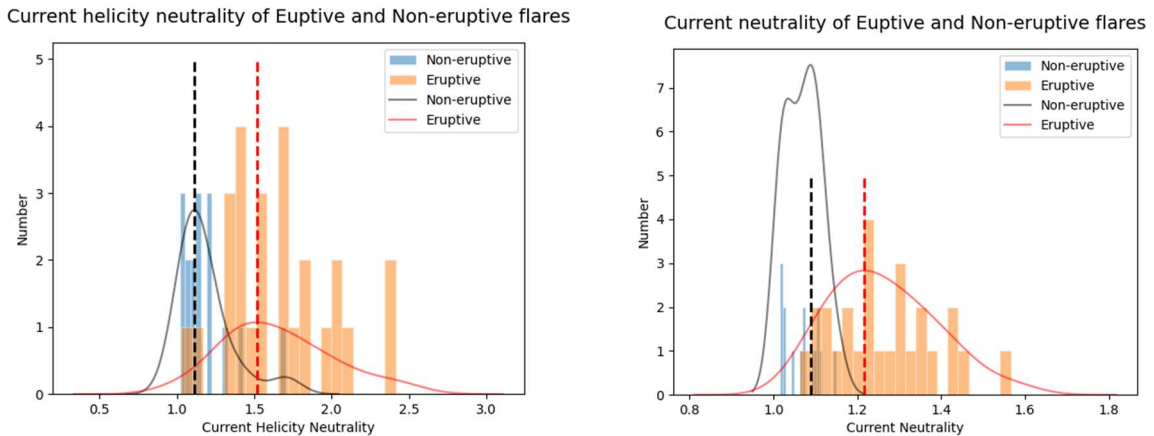 Current helicity neutrality of Euptive and Non-eruptive flares
5
4
3
2
1
0
Number
Non-eruptive
Eruptive
Non-eruptive
Eruptive
0.5 1.0 1.5 2.0 2.5 3.0
Current Helicity Neutrality
Current neutrality of Euptive and Non-eruptive flares
7
6
5
4
3
2
1
0
Number
Non-eruptive
Eruptive
Non-eruptive
Eruptive
0.8 1.0 1.2 1.4 1.6 1.8
Current Neutrality